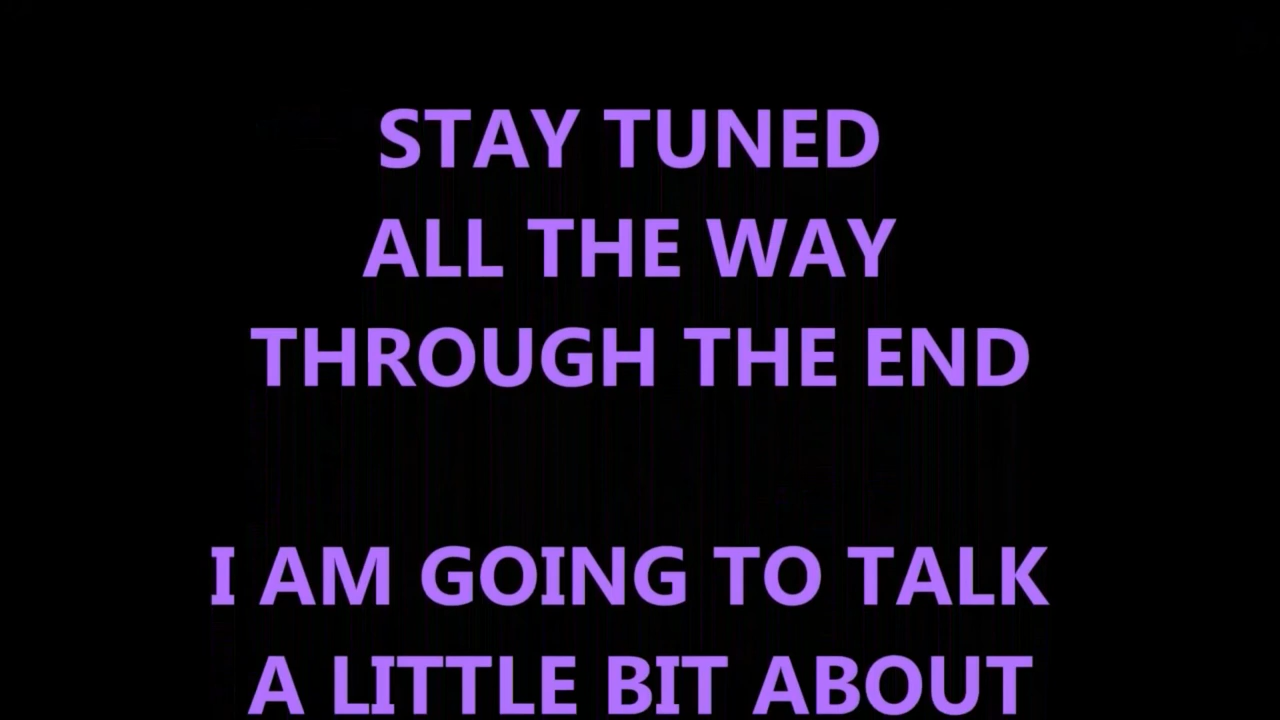 STAY TUNED
ALL THE WAY
THROUGH THE END
I AM GOING TO TALK
A LITTLE BIT ABOUT